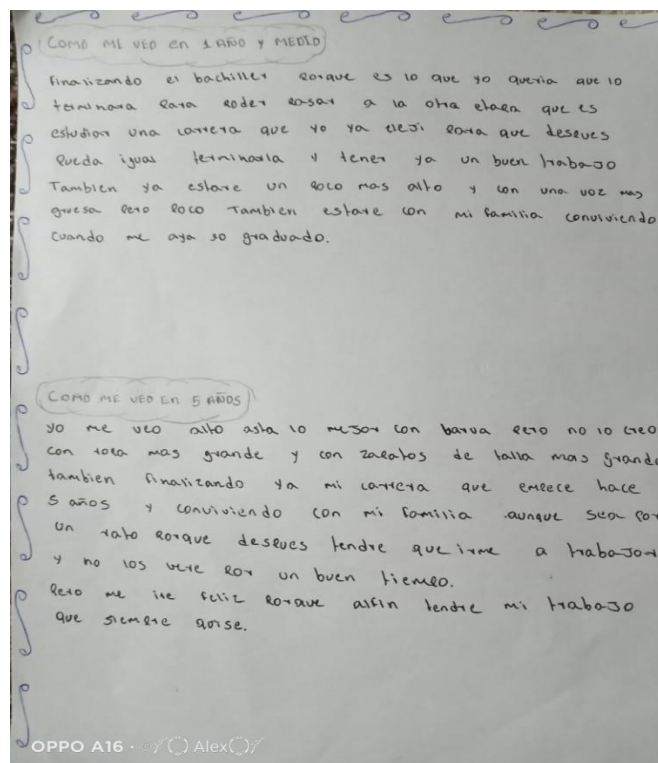 COMO ME VEO en 1 AÑO y MEDIO
finalizando el bachiller porque es lo que yo queria que lo
terminara para poder pasar a la otra etapa que es
estudiar una carrera que yo ya eleji para que despues
pueda igual terminarla y tener ya un buen trabajo
Tambien ya estare un poco mas alto y con una voz mas
gruesa pero poco Tambien estare con mi familia conviviendo
cuando me aya so graduado.
COMO ME VEO En 5 AÑOS
yo me veo alto asta lo mejor con barva pero no lo creo
con ropa mas grande y con zapatos de talla mas grande
tambien finalizando ya mi carrera que empece hace
5 años y conviviendo con mi familia aunque sea por
un rato porque despues tendre que irme a trabajar
y no los vere por un buen tiempo.
Pero me ire feliz porque alfin tendre mi trabajo
que siempre qoise.
OPPO A16 · Alex